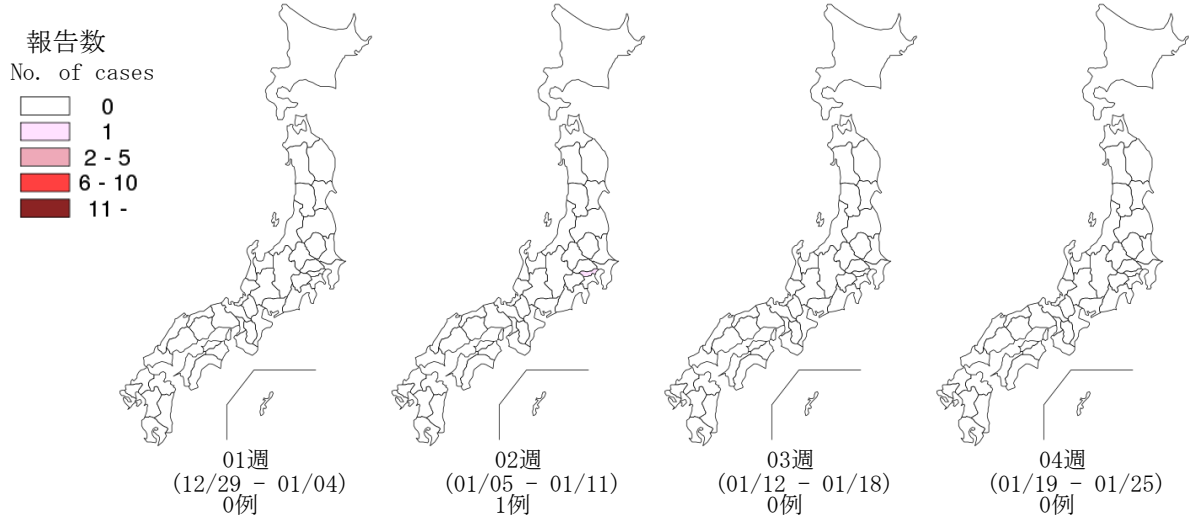 報告数
No. of cases
0
1
2 - 5
6 - 10
11 -
01週
(12/29 - 01/04)
0例
02週
(01/05 - 01/11)
1例
03週
(01/12 - 01/18)
0例
04週
(01/19 - 01/25)
0例